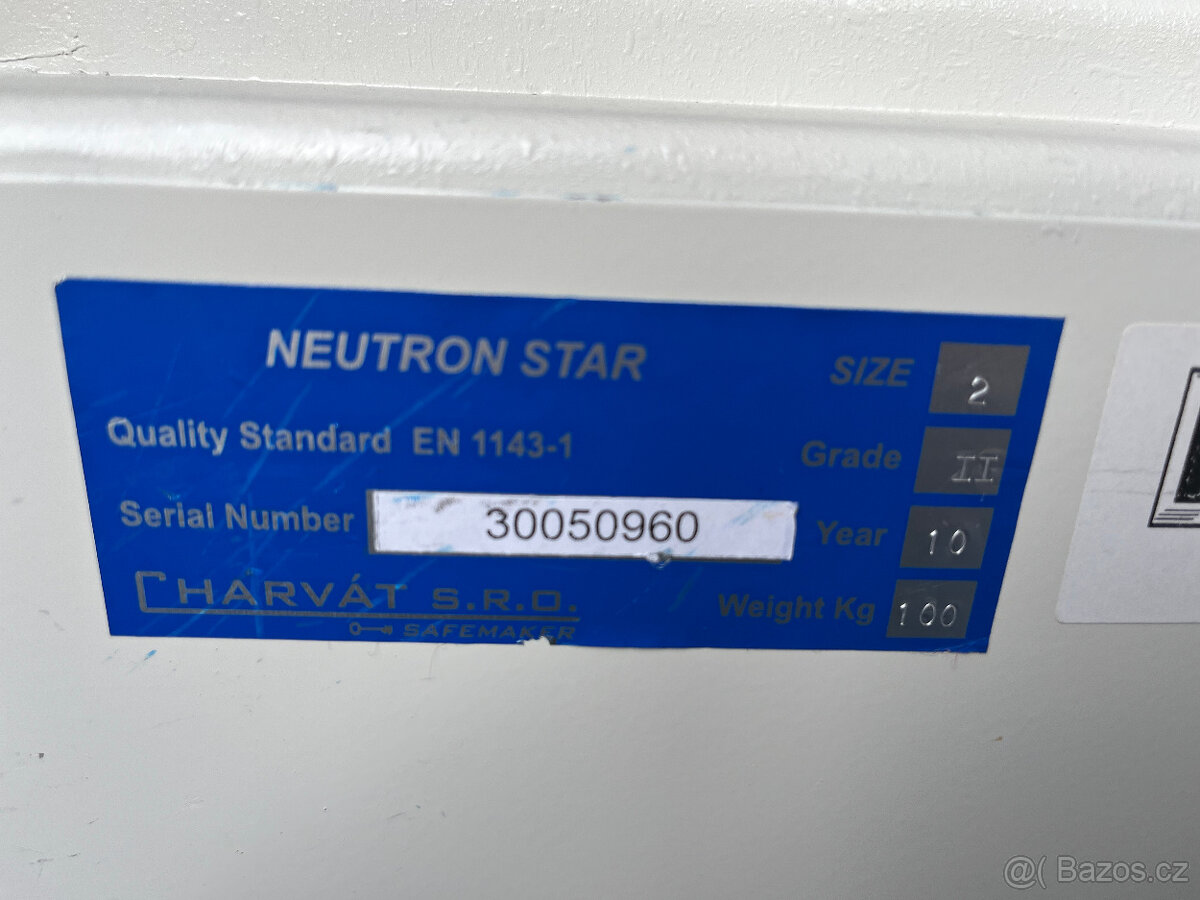 NEUTRON STAR
SIZE 2
Quality Standard EN 1143-1
Grade II
Serial Number 30050960
Year 10
CHARVÁT S.R.O.
SAFEMAKER
Weight Kg 100
@( Bazos.cz